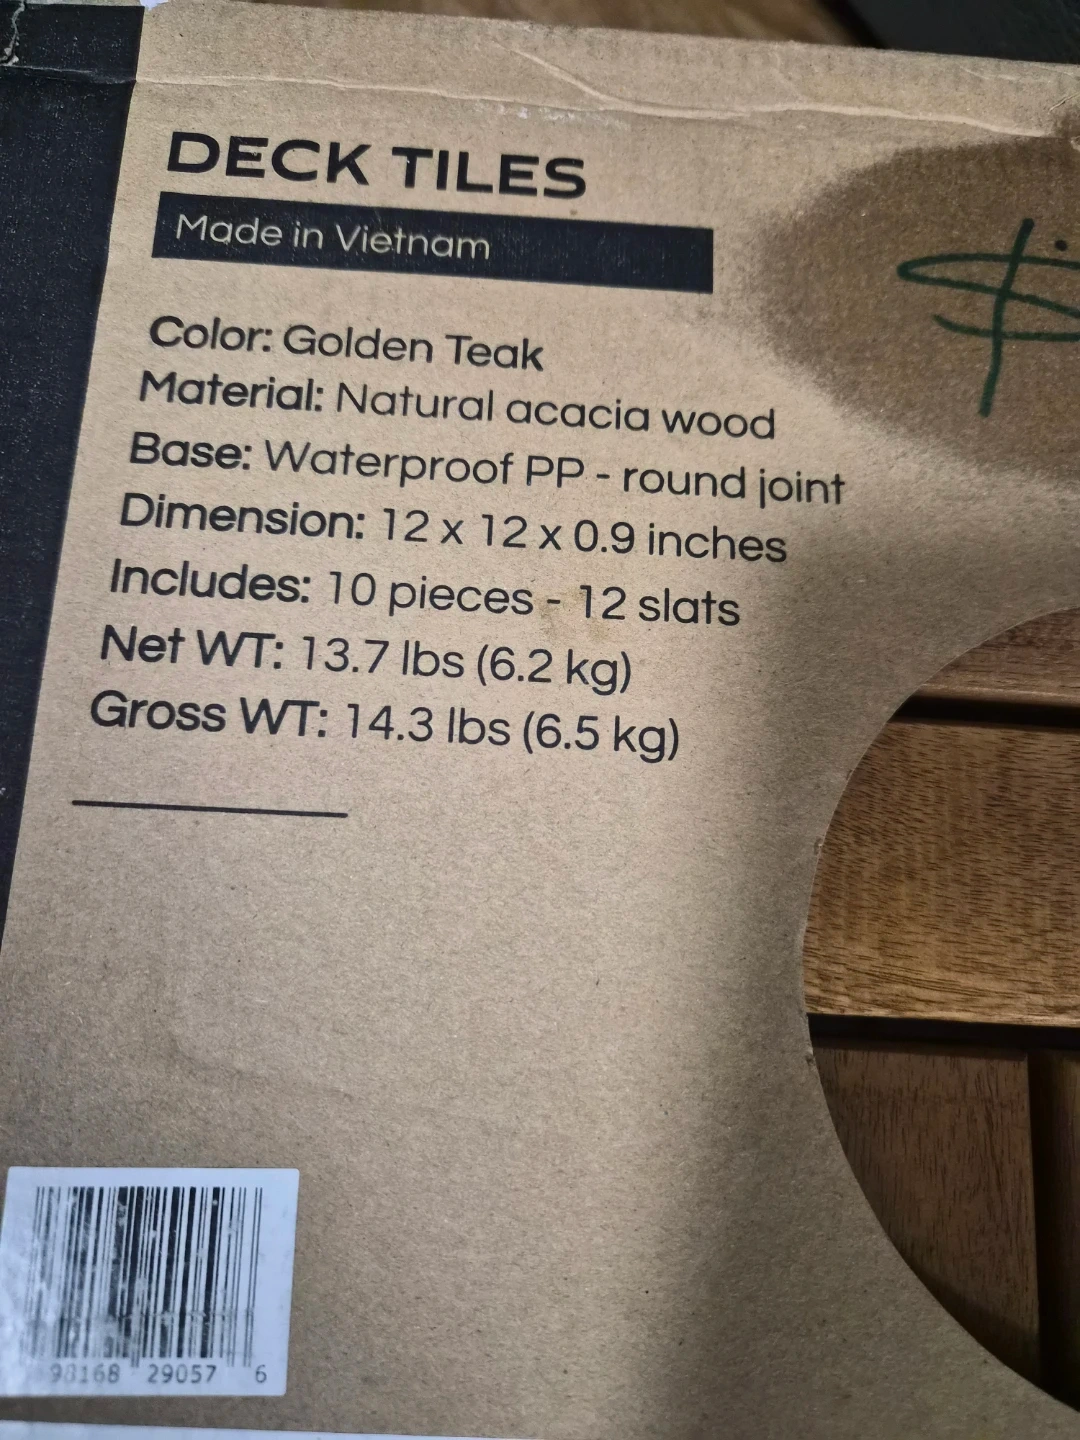 DECK TILES
Made in Vietnam
Color: Golden Teak
Material: Natural acacia wood
Base: Waterproof PP - round joint
Dimension: 12 x 12 x 0.9 inches
Includes: 10 pieces - 12 slats
Net WT: 13.7 lbs (6.2 kg)
Gross WT: 14.3 lbs (6.5 kg)
98168 29057 6